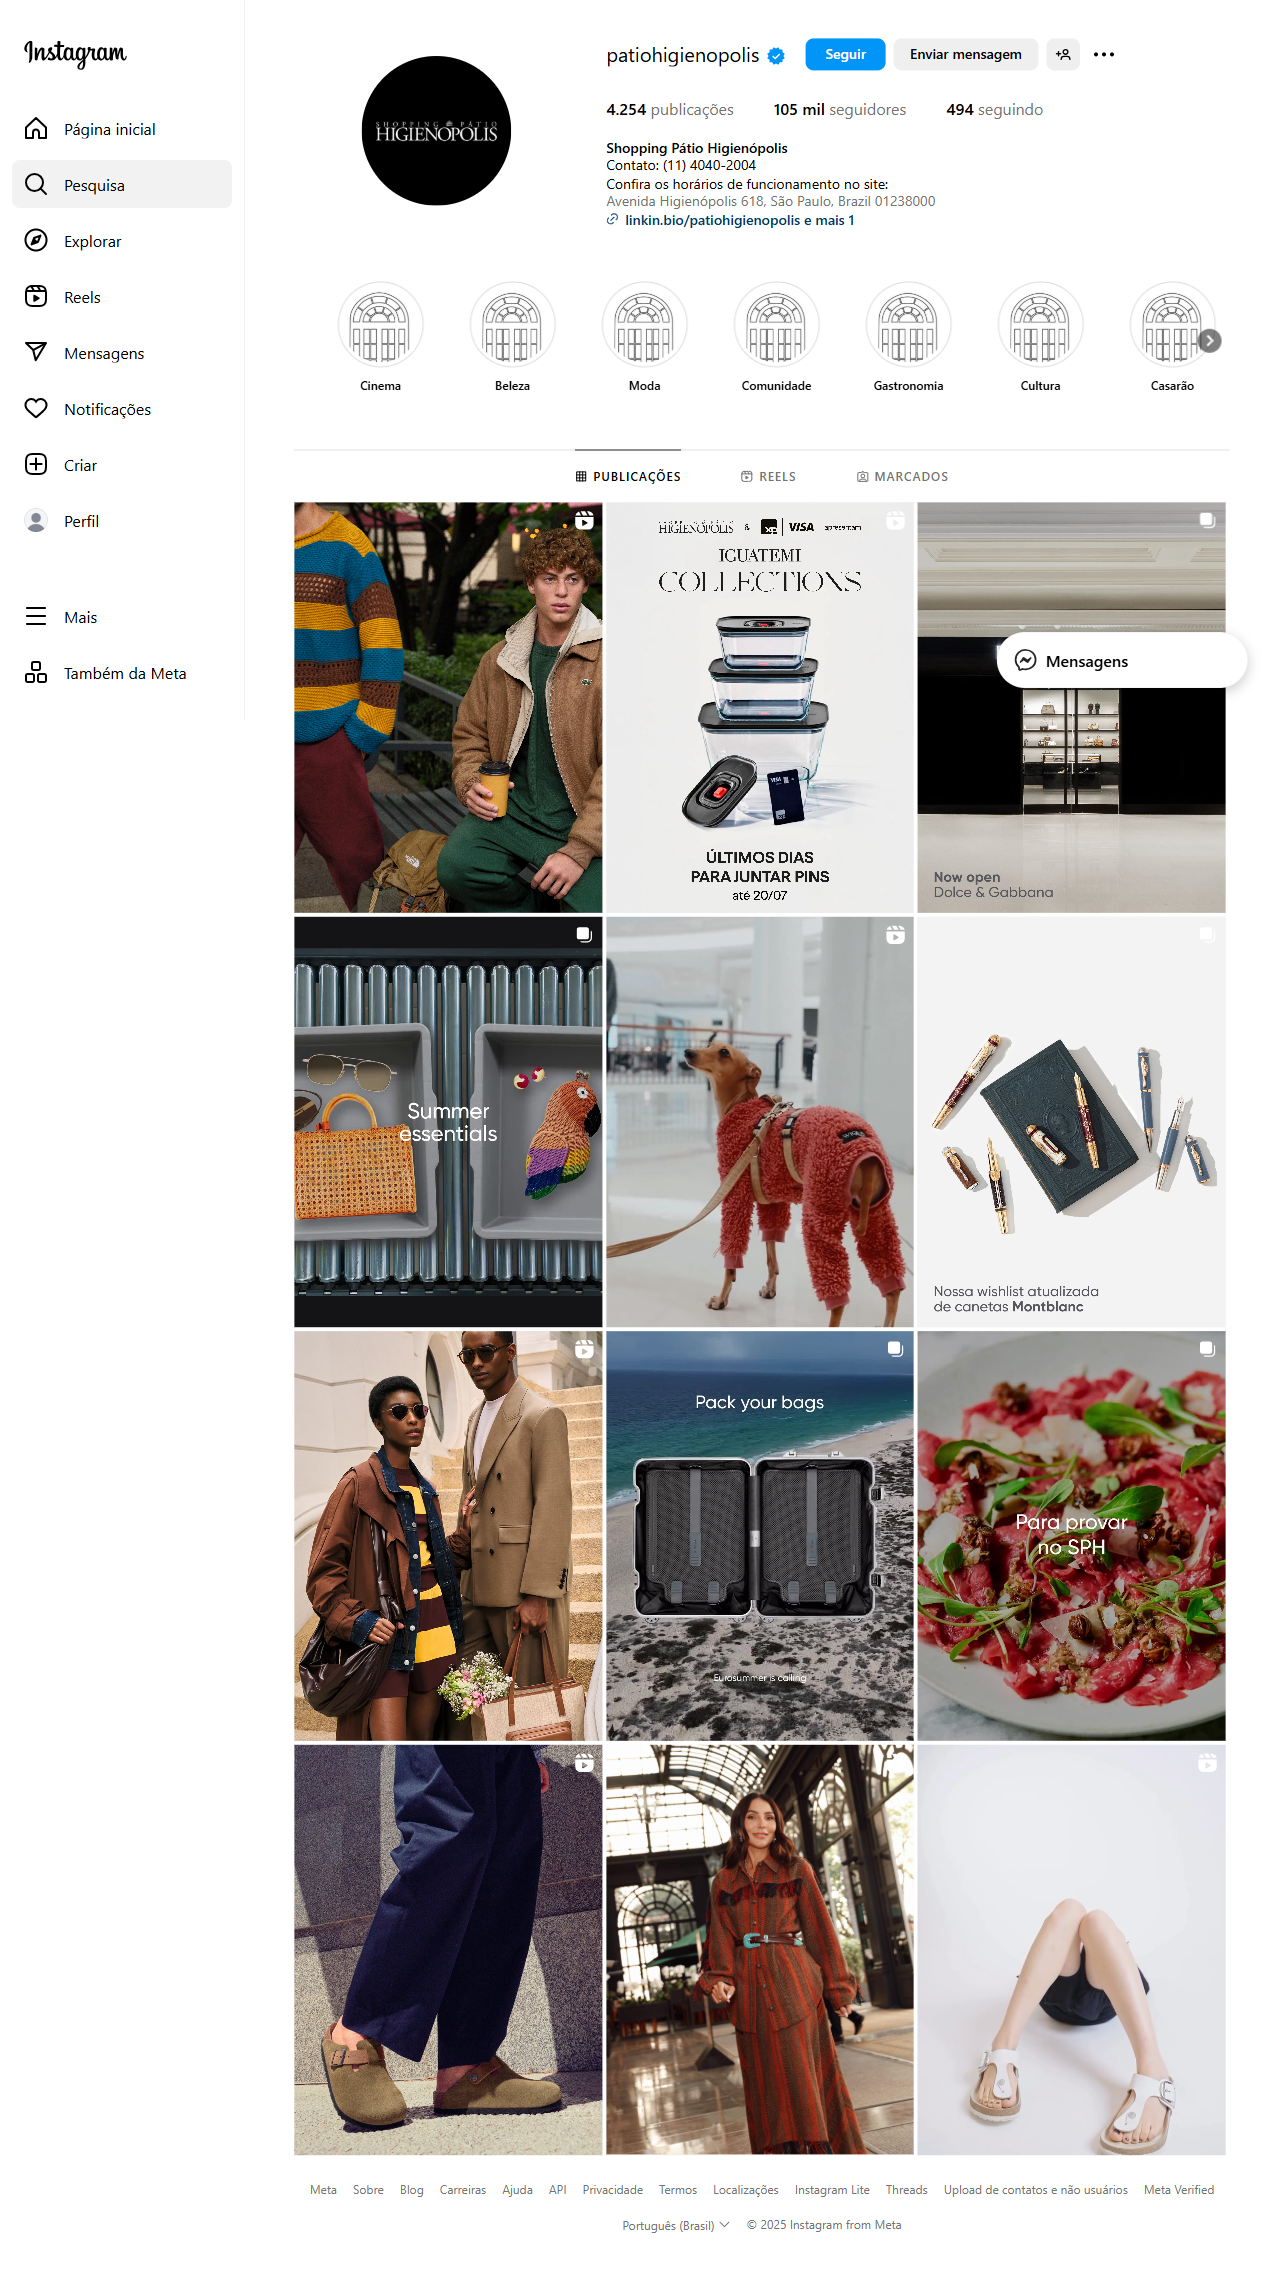 Instagram
Página inicial
Pesquisa
Explorar
Reels
Mensagens
Notificações
Criar
Perfil
Mais
Também da Meta
SHOPPING PÁTIO
HIGIENÓPOLIS
patiohigienopolis
Seguir
Enviar mensagem
4.254 publicações
105 mil seguidores
494 seguindo
Shopping Pátio Higienópolis
Contato: (11) 4040-2004
Confira os horários de funcionamento no site:
Avenida Higienópolis 618, São Paulo, Brazil 01238000
linkin.bio/patiohigienopolis e mais 1
Cinema
Beleza
Moda
Comunidade
Gastronomia
Cultura
Casarão
PUBLICAÇÕES
REELS
MARCADOS
HIGIENÓPOLIS & XP VISA apresentam
IGUATEMI
COLLECTIONS
VISA
ÚLTIMOS DIAS
PARA JUNTAR PINS
até 20/07
Now open
Dolce & Gabbana
Mensagens
Summer
essentials
Nossa wishlist atualizada
de canetas Montblanc
Pack your bags
Eurosummer is calling
Para provar
no SPH
Meta
Sobre
Blog
Carreiras
Ajuda
API
Privacidade
Termos
Localizações
Instagram Lite
Threads
Upload de contatos e não usuários
Meta Verified
Português (Brasil)
© 2025 Instagram from Meta